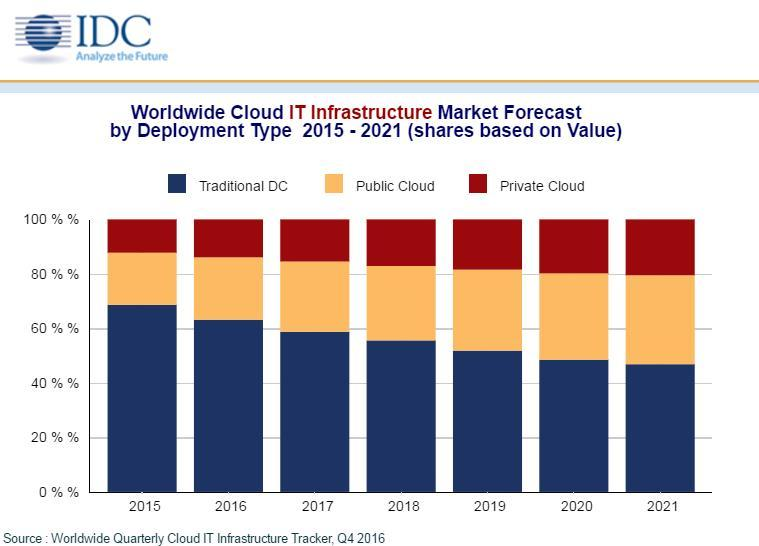 IDC
Analyze the Future
Worldwide Cloud IT Infrastructure Market Forecast
by Deployment Type 2015 - 2021 (shares based on Value)
Traditional DC Public Cloud Private Cloud
100 % %
80 % %
60 % %
40 % %
20 % %
0 % %
2015 2016 2017 2018 2019 2020 2021
Source : Worldwide Quarterly Cloud IT Infrastructure Tracker, Q4 2016